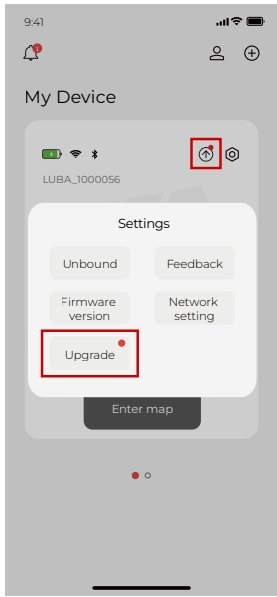 9:41
My Device
LUBA_1000056
Settings
Unbound
Feedback
Firmware
version
Network
setting
Upgrade
Enter map